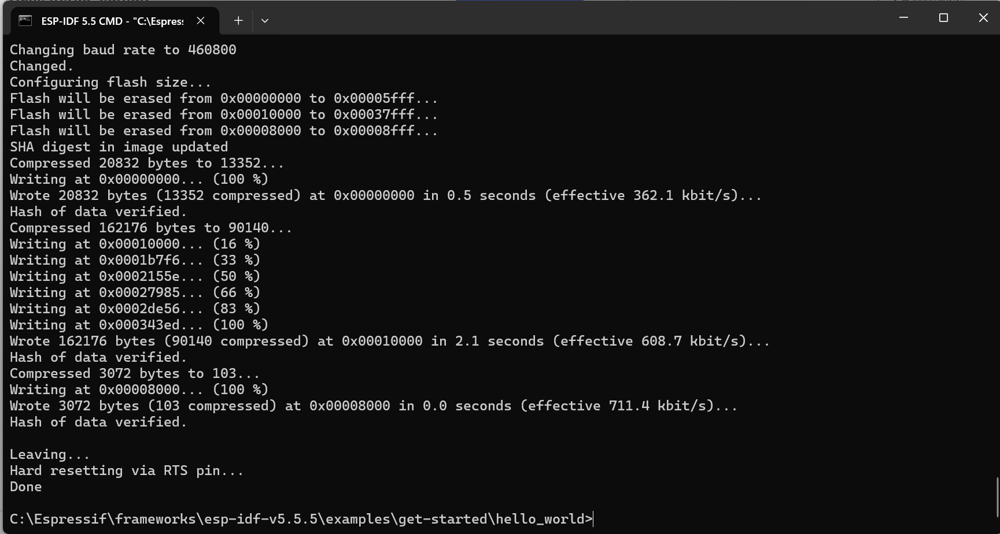 ESP-IDF 5.5 CMD - "C:\Espress
Changing baud rate to 460800
Changed.
Configuring flash size...
Flash will be erased from 0x00000000 to 0x00005fff...
Flash will be erased from 0x00010000 to 0x00037fff...
Flash will be erased from 0x00008000 to 0x00008fff...
SHA digest in image updated
Compressed 20832 bytes to 13352...
Writing at 0x00000000... (100 %)
Wrote 20832 bytes (13352 compressed) at 0x00000000 in 0.5 seconds (effective 362.1 kbit/s)...
Hash of data verified.
Compressed 162176 bytes to 90140...
Writing at 0x00010000... (16 %)
Writing at 0x0001b7f6... (33 %)
Writing at 0x0002155e... (50 %)
Writing at 0x00027985... (66 %)
Writing at 0x0002de56... (83 %)
Writing at 0x000343ed... (100 %)
Wrote 162176 bytes (90140 compressed) at 0x00010000 in 2.1 seconds (effective 608.7 kbit/s)...
Hash of data verified.
Compressed 3072 bytes to 103...
Writing at 0x00008000... (100 %)
Wrote 3072 bytes (103 compressed) at 0x00008000 in 0.0 seconds (effective 711.4 kbit/s)...
Hash of data verified.
Leaving...
Hard resetting via RTS pin...
Done
C:\Espressif\frameworks\esp-idf-v5.5.5\examples\get-started\hello_world>